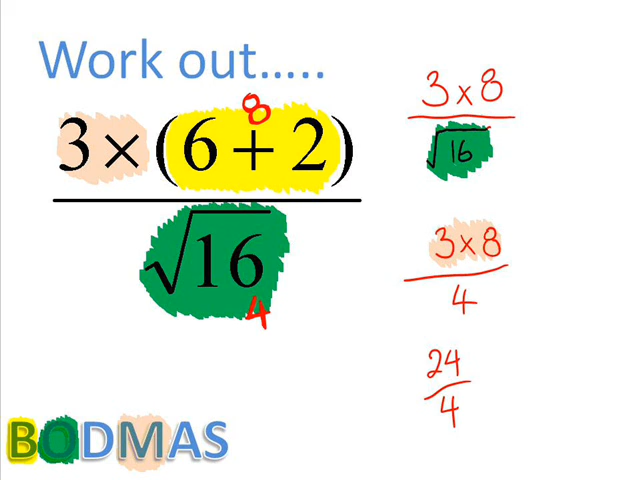 Work out.....
8
3 × (6 + 2)
√16
4
3 × 8
√16
3 × 8
4
24
4
BODMAS